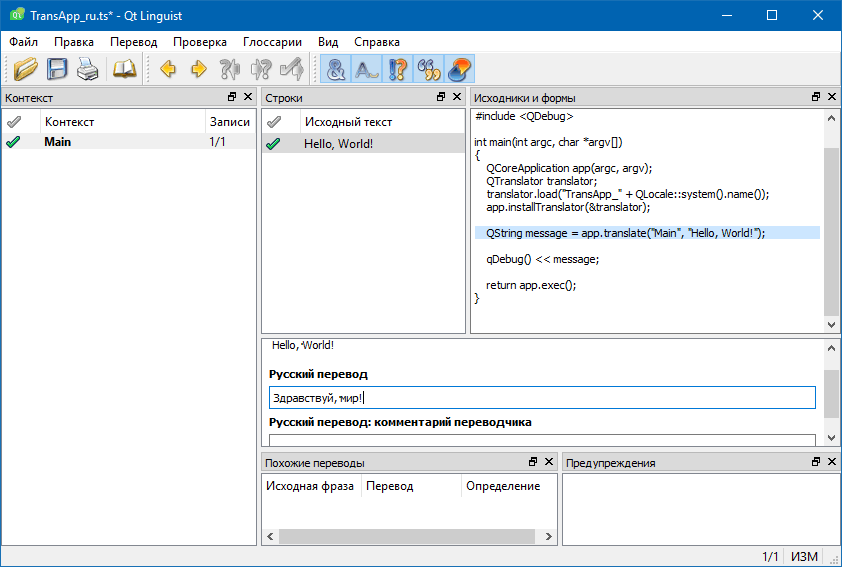 TransApp_ru.ts* - Qt Linguist
Файл Правка Перевод Проверка Глоссарии Вид Справка
Контекст
Контекст Записи
Main 1/1
Строки
Исходный текст
Hello, World!
Исходники и формы
#include <QDebug>
int main(int argc, char *argv[])
{
QCoreApplication app(argc, argv);
QTranslator translator;
translator.load("TransApp_" + QLocale::system().name());
app.installTranslator(&translator);
QString message = app.translate("Main", "Hello, World!");
qDebug() << message;
return app.exec();
}
Hello, World!
Русский перевод
Здравствуй, мир!
Русский перевод: комментарий переводчика
Похожие переводы
Исходная фраза Перевод Определение
Предупреждения
1/1 ИЗМ